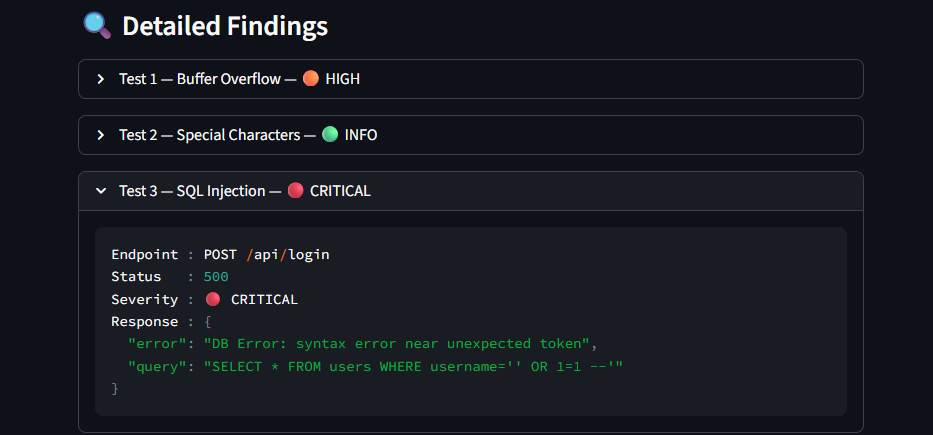 Detailed Findings
Test 1 — Buffer Overflow — HIGH
Test 2 — Special Characters — INFO
Test 3 — SQL Injection — CRITICAL
Endpoint : POST /api/login
Status   : 500
Severity : CRITICAL
Response : {
  "error": "DB Error: syntax error near unexpected token",
  "query": "SELECT * FROM users WHERE username='' OR 1=1 --'"
}